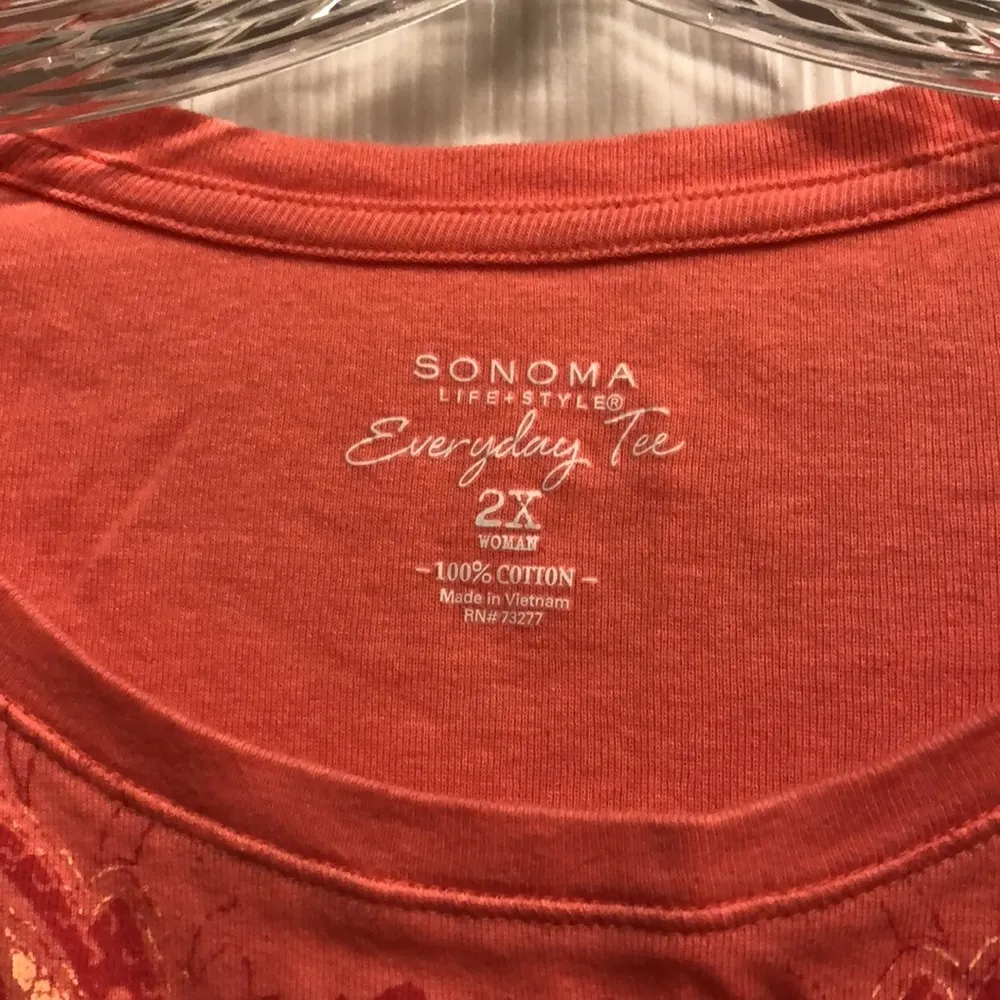 SONOMA
LIFE+STYLE®
Everyday Tee
2X
WOMAN
- 100% COTTON -
Made in Vietnam
RN# 73277